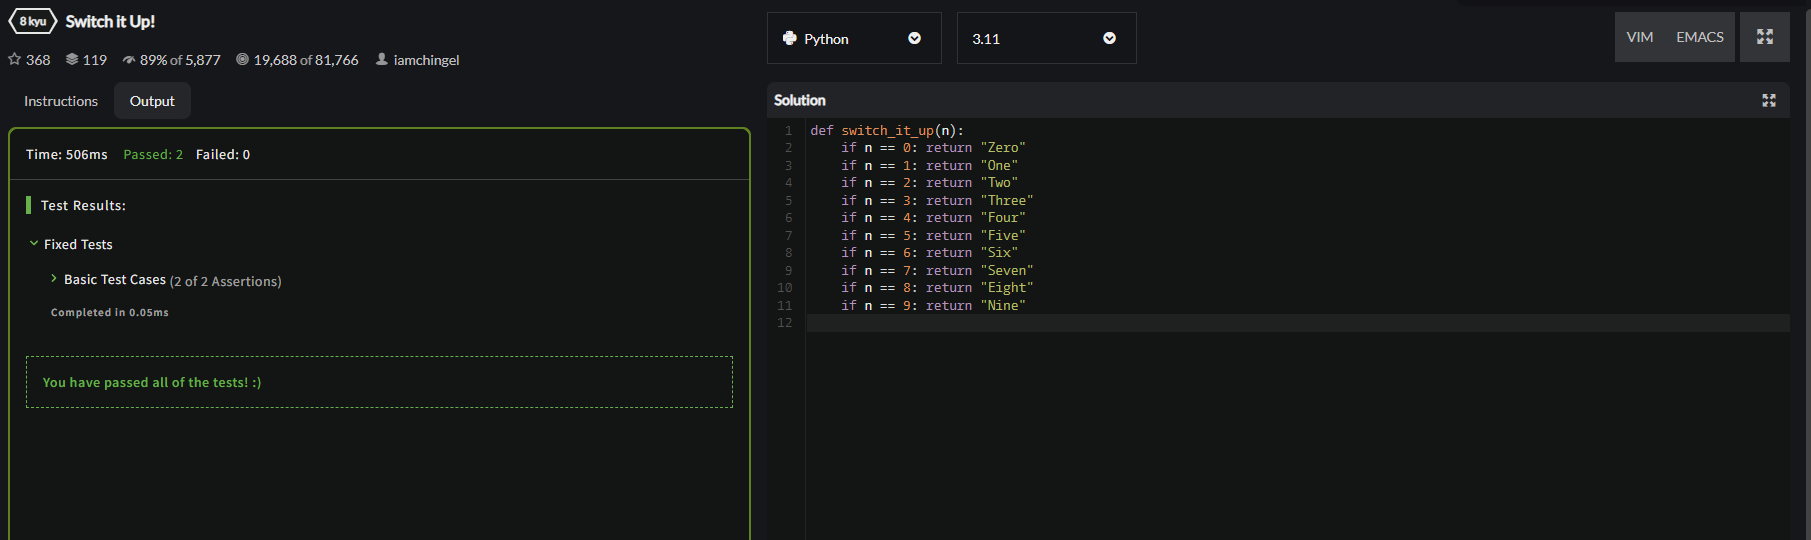 8 kyu Switch it Up!
368 119 89% of 5,877 19,688 of 81,766 iamchingel
Instructions Output
Time: 506ms Passed: 2 Failed: 0
Test Results:
Fixed Tests
Basic Test Cases (2 of 2 Assertions)
Completed in 0.05ms
You have passed all of the tests! :)
Python 3.11 VIM EMACS
Solution
1 def switch_it_up(n):
2     if n == 0: return "Zero"
3     if n == 1: return "One"
4     if n == 2: return "Two"
5     if n == 3: return "Three"
6     if n == 4: return "Four"
7     if n == 5: return "Five"
8     if n == 6: return "Six"
9     if n == 7: return "Seven"
10     if n == 8: return "Eight"
11     if n == 9: return "Nine"
12